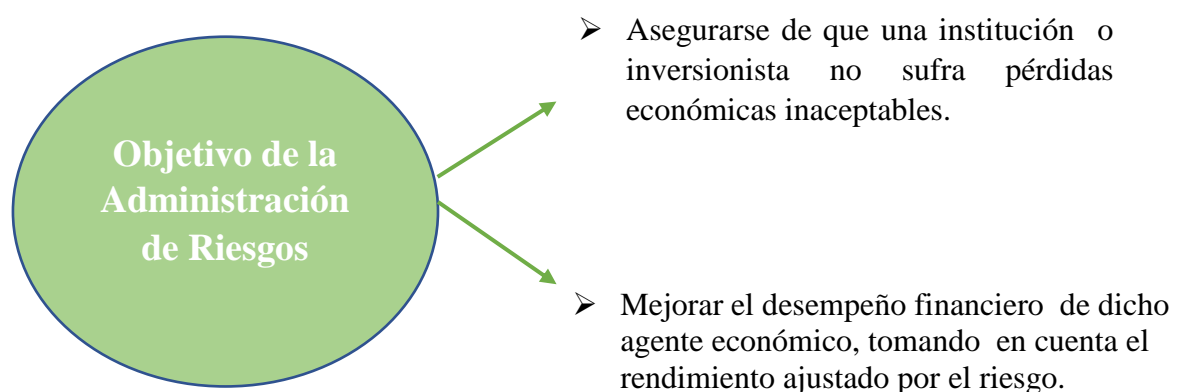 Objetivo de la
Administración
de Riesgos
➢ Asegurarse de que una institución o
inversionista no sufra pérdidas
económicas inaceptables.
➢ Mejorar el desempeño financiero de dicho
agente económico, tomando en cuenta el
rendimiento ajustado por el riesgo.